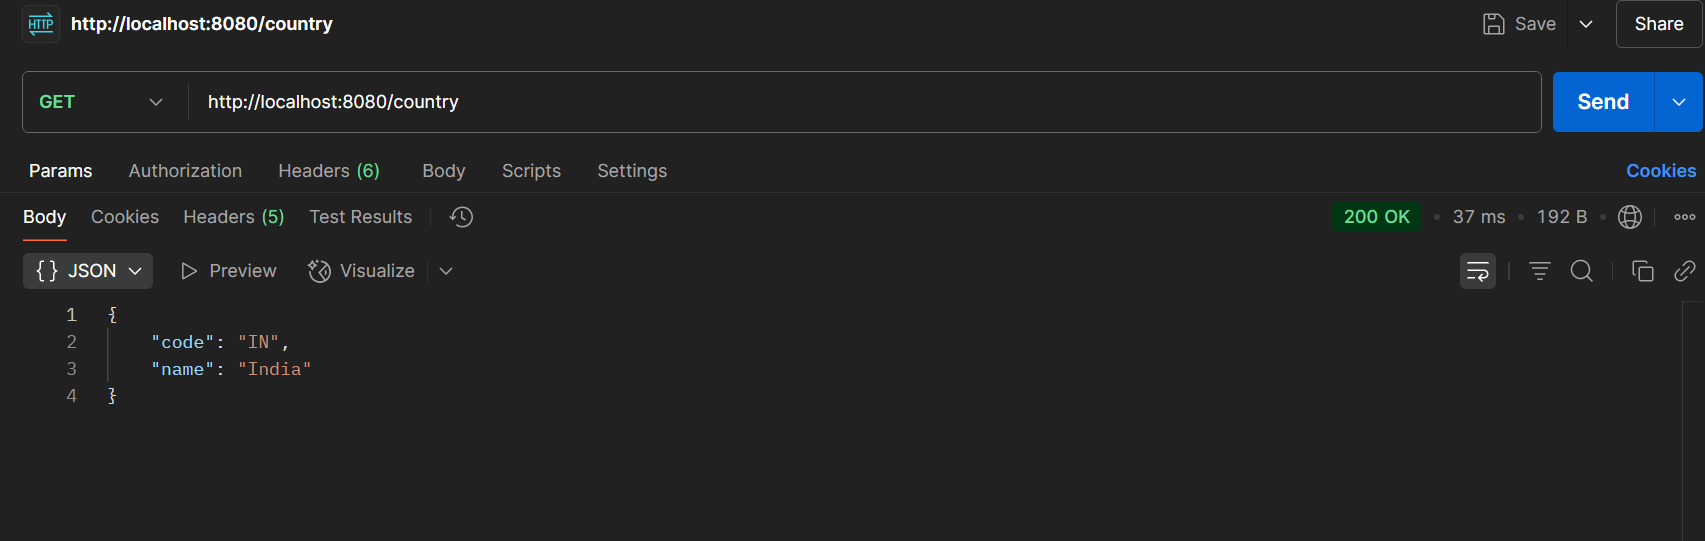 HTTP http://localhost:8080/country Save Share
GET http://localhost:8080/country Send
Params Authorization Headers (6) Body Scripts Settings Cookies
Body Cookies Headers (5) Test Results 200 OK • 37 ms • 192 B •
{} JSON Preview Visualize
1 {
2 "code": "IN",
3 "name": "India"
4 }